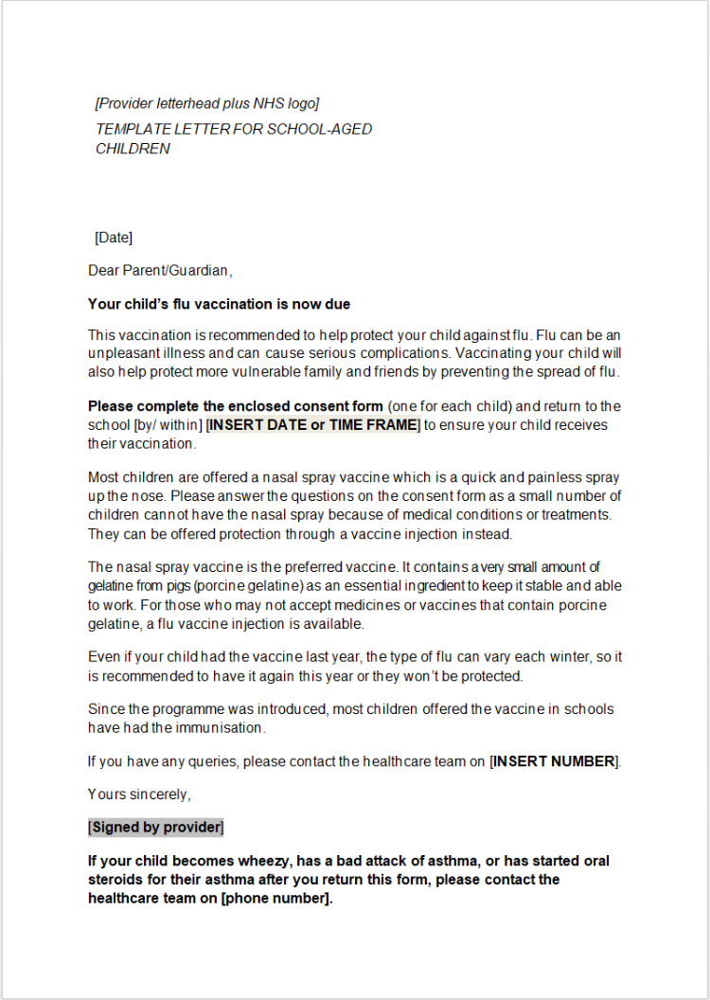 [Provider letterhead plus NHS logo]
TEMPLATE LETTER FOR SCHOOL-AGED
CHILDREN
[Date]
Dear Parent/Guardian,
Your child’s flu vaccination is now due
This vaccination is recommended to help protect your child against flu. Flu can be an
unpleasant illness and can cause serious complications. Vaccinating your child will
also help protect more vulnerable family and friends by preventing the spread of flu.
Please complete the enclosed consent form (one for each child) and return to the
school [by/ within] [INSERT DATE or TIME FRAME] to ensure your child receives
their vaccination.
Most children are offered a nasal spray vaccine which is a quick and painless spray
up the nose. Please answer the questions on the consent form as a small number of
children cannot have the nasal spray because of medical conditions or treatments.
They can be offered protection through a vaccine injection instead.
The nasal spray vaccine is the preferred vaccine. It contains a very small amount of
gelatine from pigs (porcine gelatine) as an essential ingredient to keep it stable and able
to work. For those who may not accept medicines or vaccines that contain porcine
gelatine, a flu vaccine injection is available.
Even if your child had the vaccine last year, the type of flu can vary each winter, so it
is recommended to have it again this year or they won’t be protected.
Since the programme was introduced, most children offered the vaccine in schools
have had the immunisation.
If you have any queries, please contact the healthcare team on [INSERT NUMBER].
Yours sincerely,
[Signed by provider]
If your child becomes wheezy, has a bad attack of asthma, or has started oral
steroids for their asthma after you return this form, please contact the
healthcare team on [phone number].